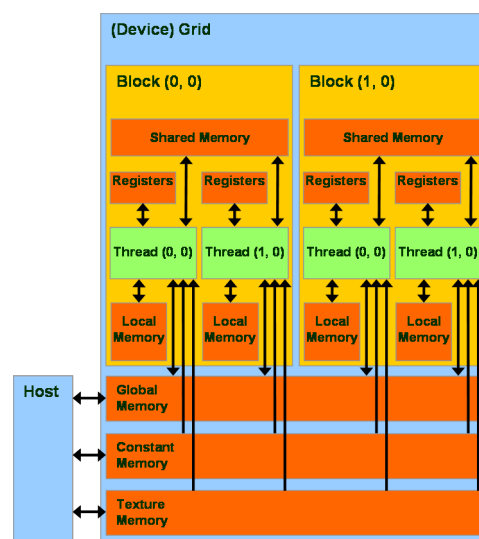 (Device) Grid
Block (0, 0)
Block (1, 0)
Shared Memory
Shared Memory
Registers
Registers
Registers
Registers
Thread (0, 0)
Thread (1, 0)
Thread (0, 0)
Thread (1, 0)
Local
Memory
Local
Memory
Local
Memory
Local
Memory
Host
Global
Memory
Constant
Memory
Texture
Memory